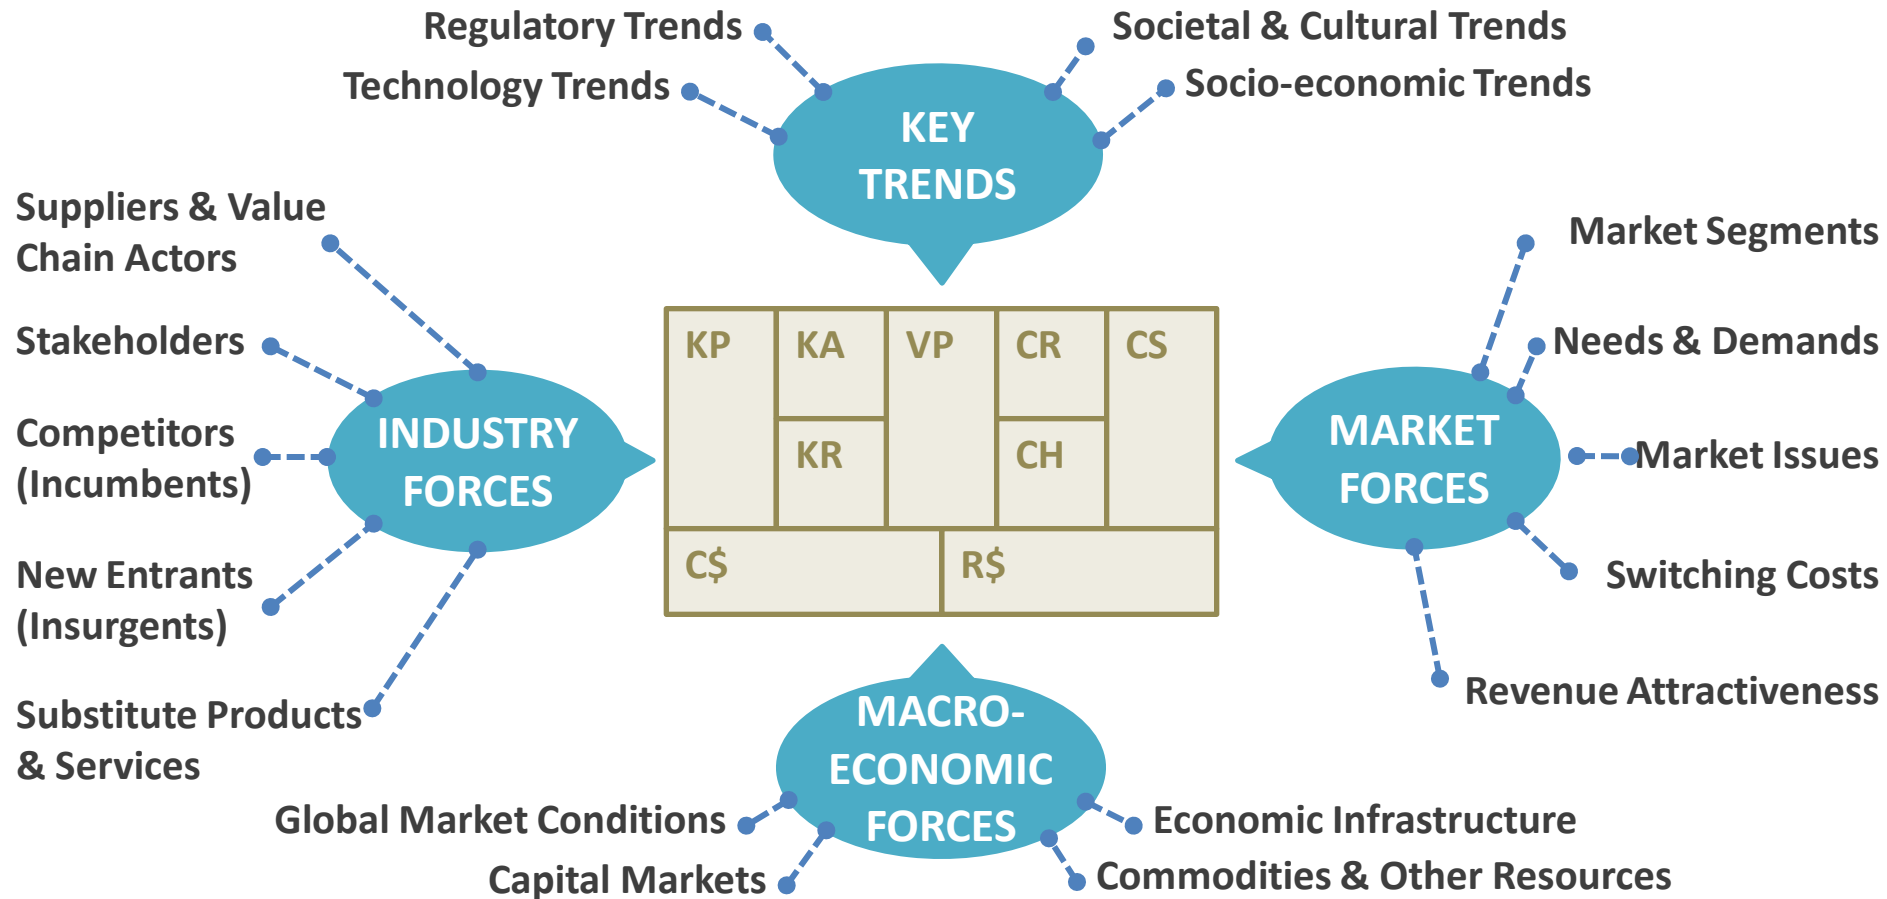 Regulatory Trends
Technology Trends
Societal & Cultural Trends
Socio-economic Trends
KEY
TRENDS
Suppliers & Value
Chain Actors
Stakeholders
Competitors
(Incumbents)
New Entrants
(Insurgents)
Substitute Products
& Services
INDUSTRY
FORCES
KP
KA
VP
CR
CS
KR
CH
C$
R$
MARKET
FORCES
Market Segments
Needs & Demands
Market Issues
Switching Costs
Revenue Attractiveness
MACRO-
ECONOMIC
FORCES
Global Market Conditions
Capital Markets
Economic Infrastructure
Commodities & Other Resources